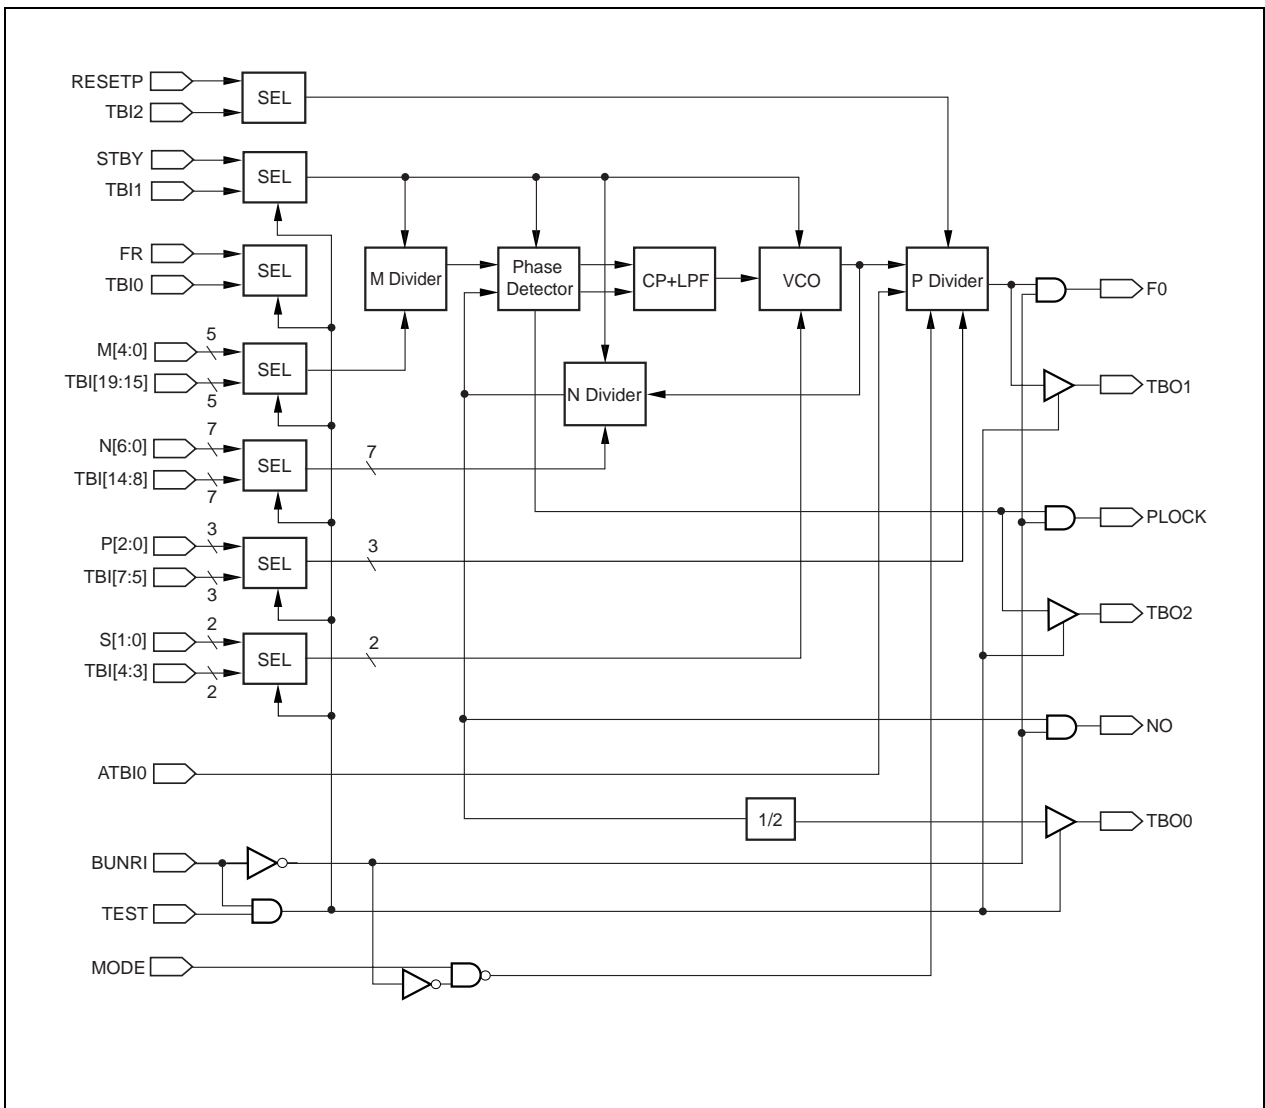 RESETP
TBI2
SEL
STBY
TBI1
SEL
FR
TBI0
SEL
M Divider
Phase
Detector
CP+LPF
VCO
P Divider
F0
M[4:0]
5
TBI[19:15]
5
SEL
N Divider
TBO1
N[6:0]
7
TBI[14:8]
7
SEL
7
P[2:0]
3
TBI[7:5]
3
SEL
3
PLOCK
S[1:0]
2
TBI[4:3]
2
SEL
2
TBO2
NO
ATBI0
1/2
TBO0
BUNRI
TEST
MODE